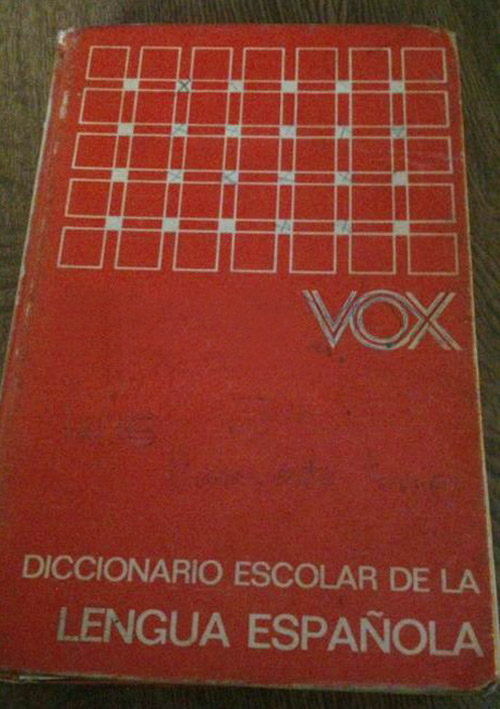 VOX
DICCIONARIO ESCOLAR DE LA
LENGUA ESPAÑOLA